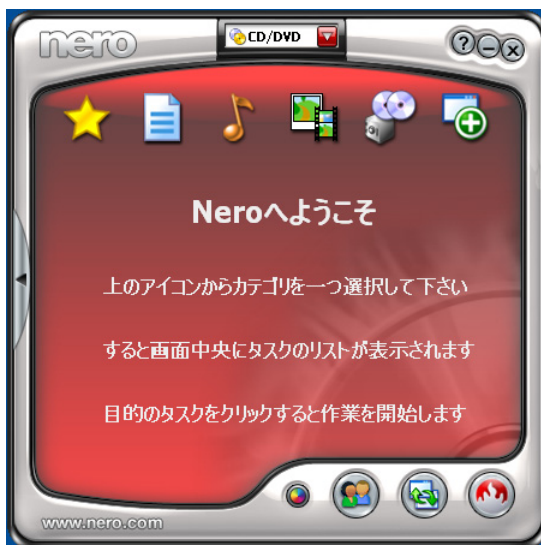 nero
CD/DVD
?
Neroへようこそ
上のアイコンからカテゴリを一つ選択して下さい
すると画面中央にタスクのリストが表示されます
目的のタスクをクリックすると作業を開始します
www.nero.com